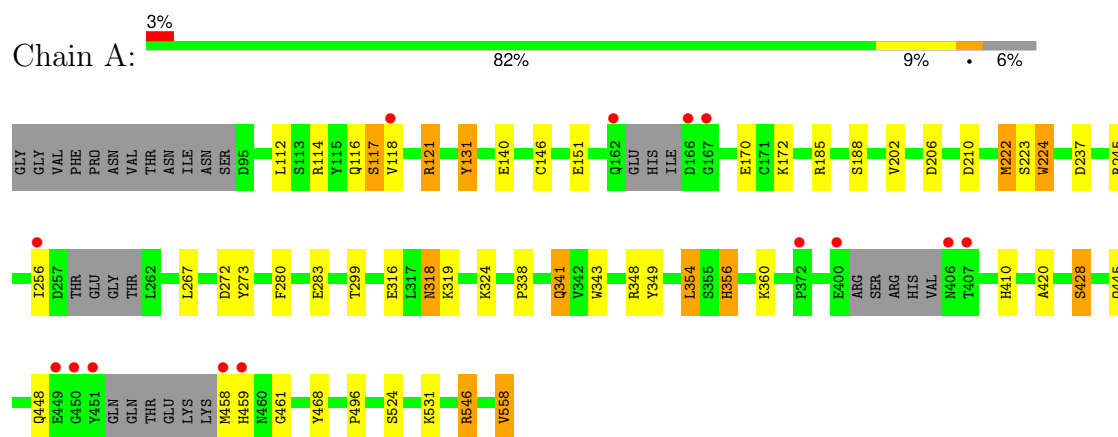 3%
Chain A:
82% 9% • 6%
GLY GLY VAL PHE PRO ASN VAL THR ASN ILE ASN SER D95 L112 S113 R114 Y115 Q116 S117 V118 R121 Y131 E140 C146 E151 Q162 GLU HIS ILE D166 G167 E170 C171 K172 R185 S188 V202 D206 D210 M222 S223 W224 D237
I256 D257 THR GLU GLY THR L262 L267 D272 Y273 F280 E283 T299 E316 L317 N318 K319 K324 P338 Q341 V342 W343 R348 Y349 L354 S355 H356 K360 P372 E400 ARG SER ARG HIS VAL N406 T407 H410 A420 S428
Q448 E449 G450 Y451 GLN GLN THR GLU LYS LYS M458 H459 N460 G461 Y468 P496 S524 K531 R546 V558